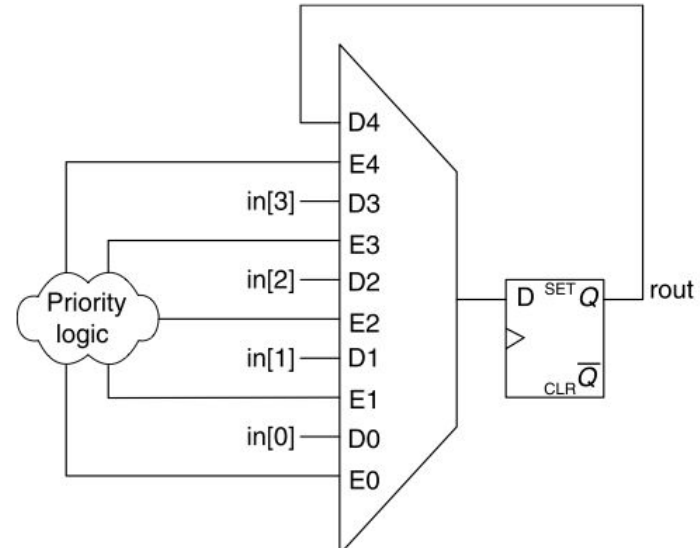 D4
E4
in[3] D3
E3
in[2] D2
Priority
logic
E2
in[1] D1
E1
in[0] D0
E0
D SET Q
CLR Q̅
rout